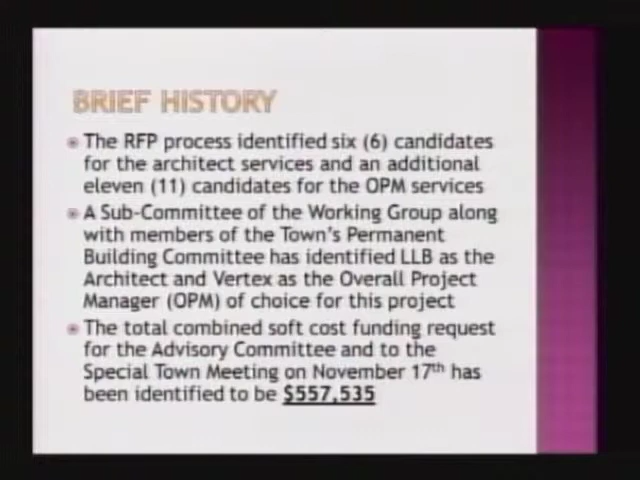 BRIEF HISTORY
The RFP process identified six (6) candidates
for the architect services and an additional
eleven (11) candidates for the OPM services
A Sub-Committee of the Working Group along
with members of the Town's Permanent
Building Committee has identified LLB as the
Architect and Vertex as the Overall Project
Manager (OPM) of choice for this project
The total combined soft cost funding request
for the Advisory Committee and to the
Special Town Meeting on November 17th has
been identified to be $557,535